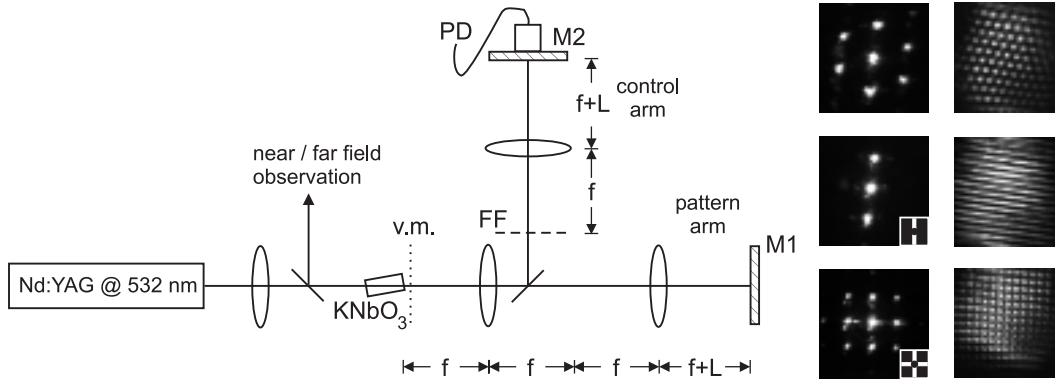 PD
M2
f+L
control
arm
near / far field
observation
f
v.m.
FF
pattern
arm
M1
Nd:YAG @ 532 nm
KNbO3
f
f
f
f+L